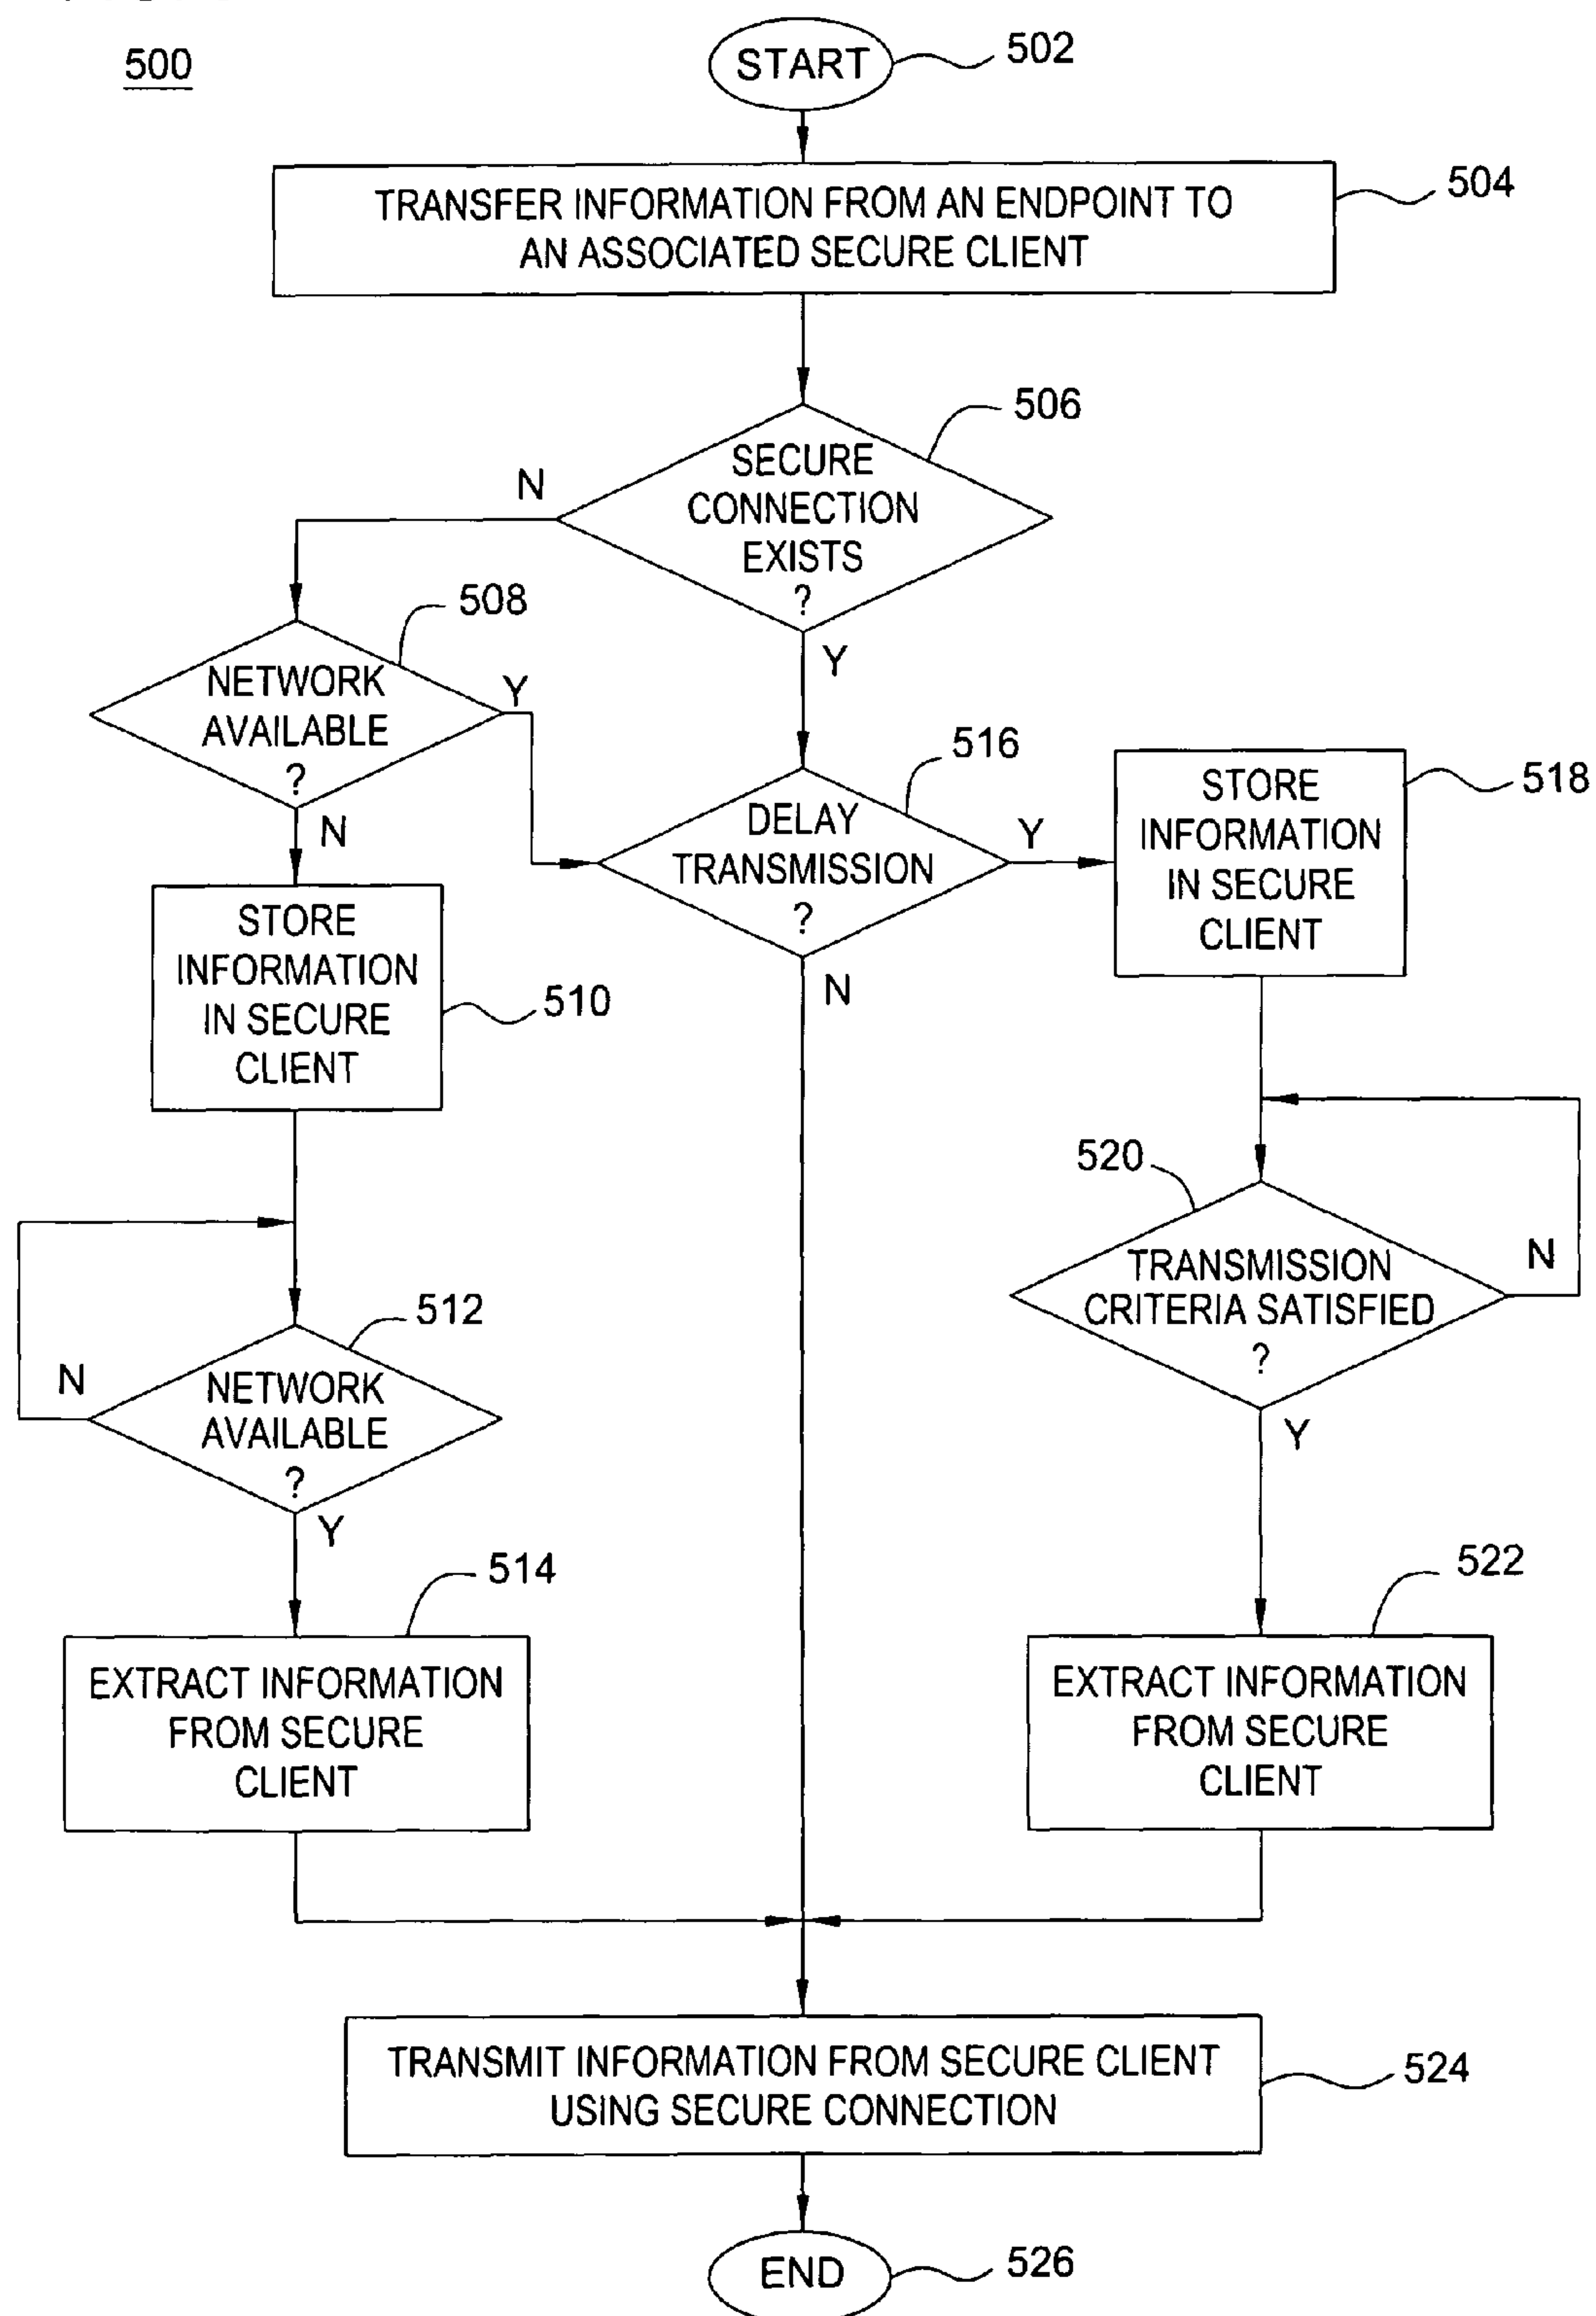 500
START
502
TRANSFER INFORMATION FROM AN ENDPOINT TO
AN ASSOCIATED SECURE CLIENT
504
506
SECURE
CONNECTION
EXISTS
?
N
Y
508
NETWORK
AVAILABLE
?
Y
N
516
DELAY
TRANSMISSION
?
Y
N
518
STORE
INFORMATION
IN SECURE
CLIENT
STORE
INFORMATION
IN SECURE
CLIENT
510
520
TRANSMISSION
CRITERIA SATISFIED
?
N
Y
512
NETWORK
AVAILABLE
?
N
Y
514
EXTRACT INFORMATION
FROM SECURE
CLIENT
522
EXTRACT INFORMATION
FROM SECURE
CLIENT
TRANSMIT INFORMATION FROM SECURE CLIENT
USING SECURE CONNECTION
524
END
526